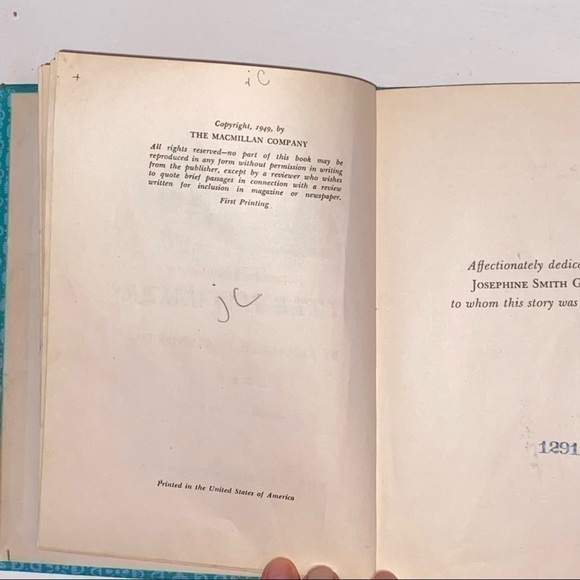 jC
Copyright, 1949, by
THE MACMILLAN COMPANY
All rights reserved—no part of this book may be
reproduced in any form without permission in writing
from the publisher, except by a reviewer who wishes
to quote brief passages in connection with a review
written for inclusion in magazine or newspaper.
First Printing
jC
Printed in the United States of America
Affectionately dedic
JOSEPHINE SMITH G
to whom this story was
1291